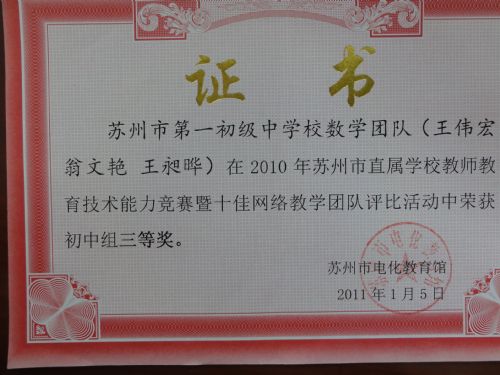 证书
苏州市第一初级中学校数学团队（王伟宏
翁文艳 王昶晔）在2010年苏州市直属学校教师教
育技术能力竞赛暨十佳网络教学团队评比活动中荣获
初中组三等奖。
苏州市电化教育馆
2011年1月5日